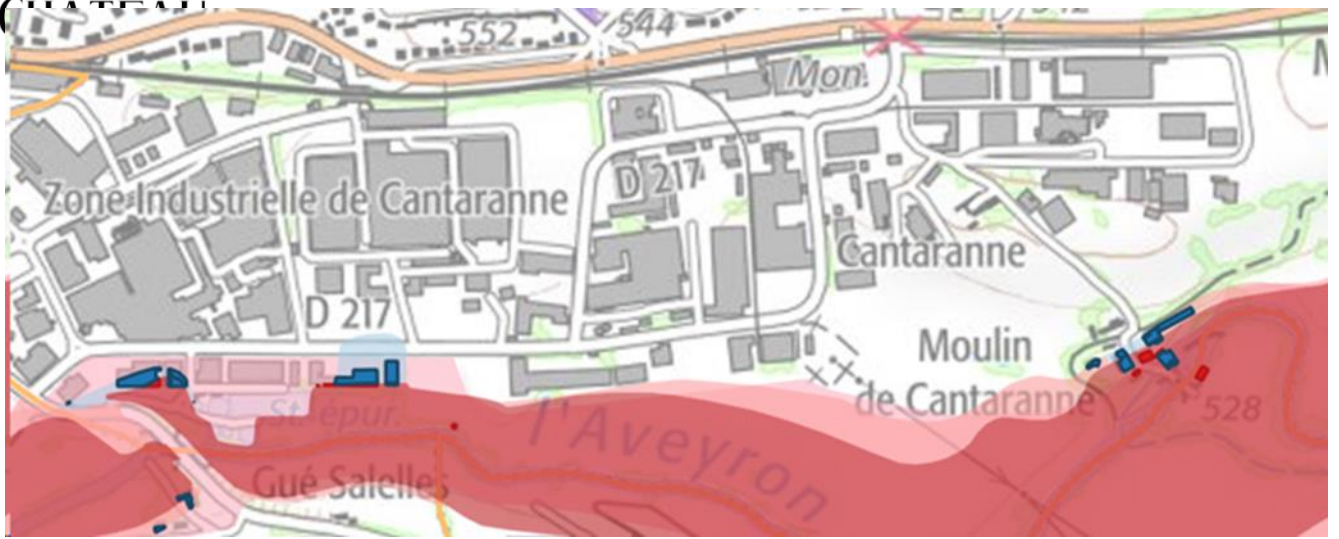 CHATEAU
552
544
Mon.
D 217
Zone Industrielle de Cantaranne
Cantaranne
D 217
Moulin
de Cantaranne
St. épur.
l'Aveyron
528
Gué Salelles